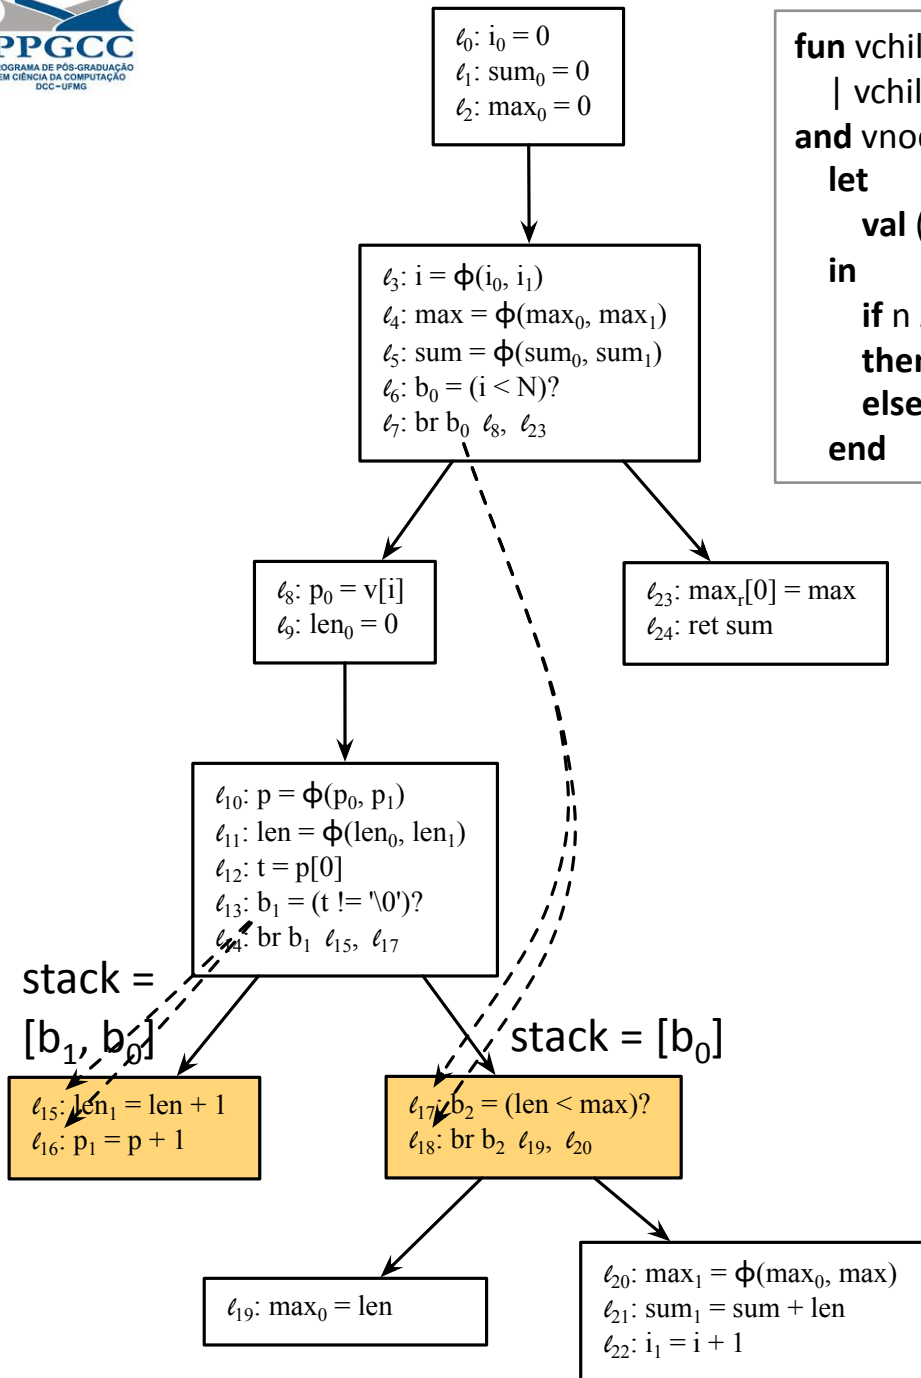 PPGCC
PROGRAMA DE PÓS-GRADUAÇÃO
EM CIÊNCIA DA COMPUTAÇÃO
DCC-UFMG
ℓ0: i0 = 0
ℓ1: sum0 = 0
ℓ2: max0 = 0
fun
| 
and
let
val (
in
if n
else
end
ℓ3: i = ϕ(i0, i1)
ℓ4: max = ϕ(max0, max1)
ℓ5: sum = ϕ(sum0, sum1)
ℓ6: b0 = (i < N)?
ℓ7: br b0 ℓ8, ℓ23
ℓ8: p0 = v[i]
ℓ9: len0 = 0
ℓ23: maxr[0] = max
ℓ24: ret sum
ℓ10: p = ϕ(p0, p1)
ℓ11: len = ϕ(len0, len1)
ℓ12: t = p[0]
ℓ13: b1 = (t != '\0')?
ℓ14: br b1 ℓ15, ℓ17
stack =
[b1, b0]
stack = [b0]
ℓ15: len1 = len + 1
ℓ16: p1 = p + 1
ℓ17: b2 = (len < max)?
ℓ18: br b2 ℓ19, ℓ20
ℓ19: max0 = len
ℓ20: max1 = ϕ(max0, max)
ℓ21: sum1 = sum + len
ℓ22: i1 = i + 1